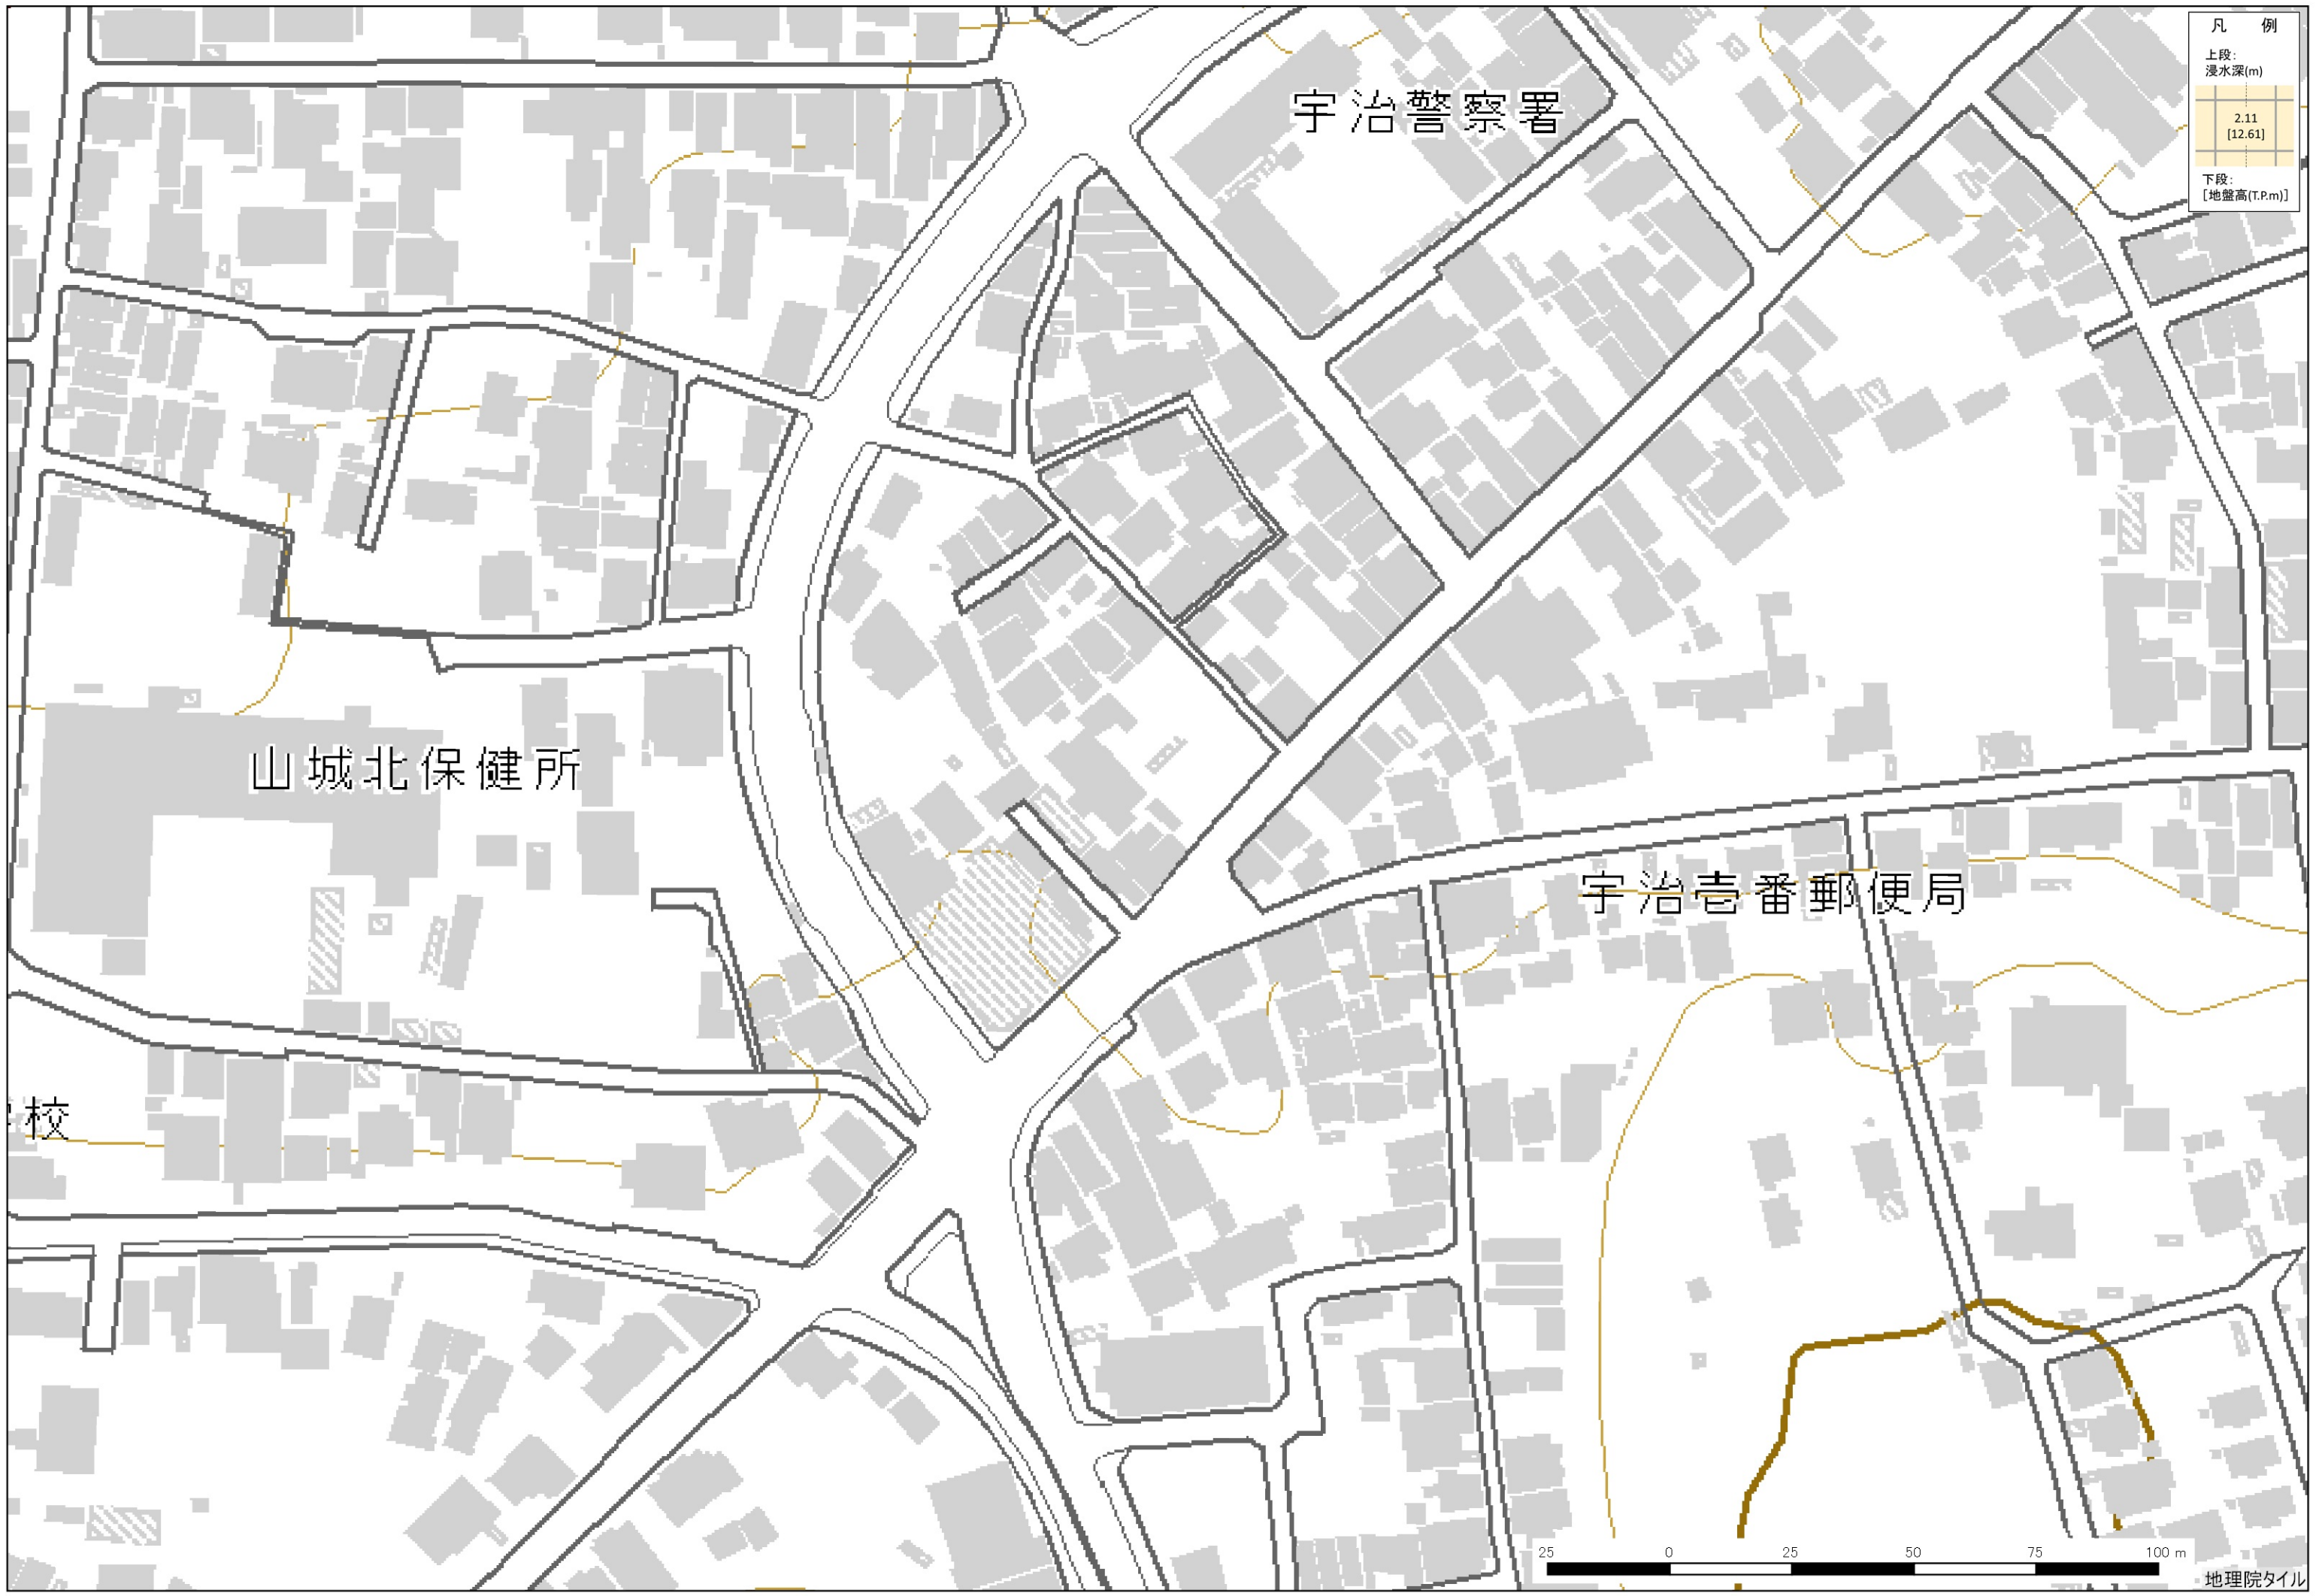 凡 例
上段:
浸水深(m)
2.11
[12.61]
下段:
[地盤高(T.P.m)]
宇治警察署
山城北保健所
宇治壱番郵便局
校
25 0 25 50 75 100 m
地理院タイル